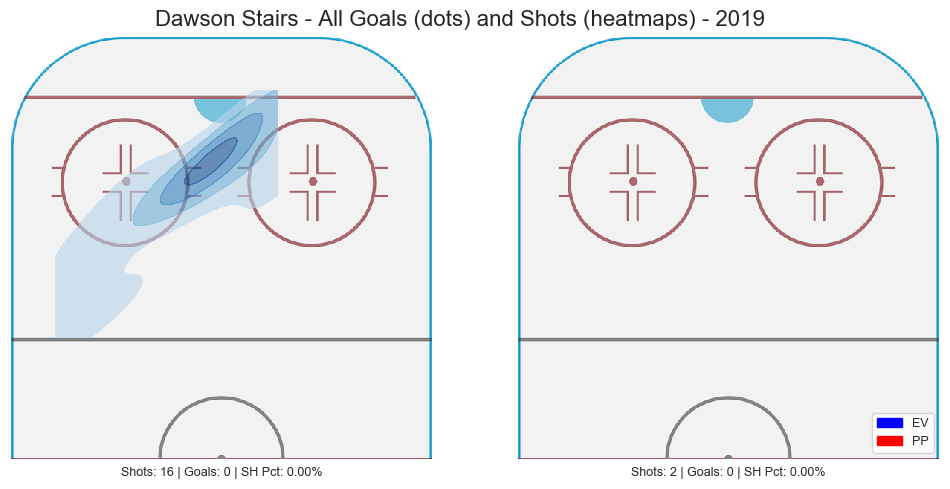 Dawson Stairs - All Goals (dots) and Shots (heatmaps) - 2019
EV
PP
Shots: 16 | Goals: 0 | SH Pct: 0.00%
Shots: 2 | Goals: 0 | SH Pct: 0.00%